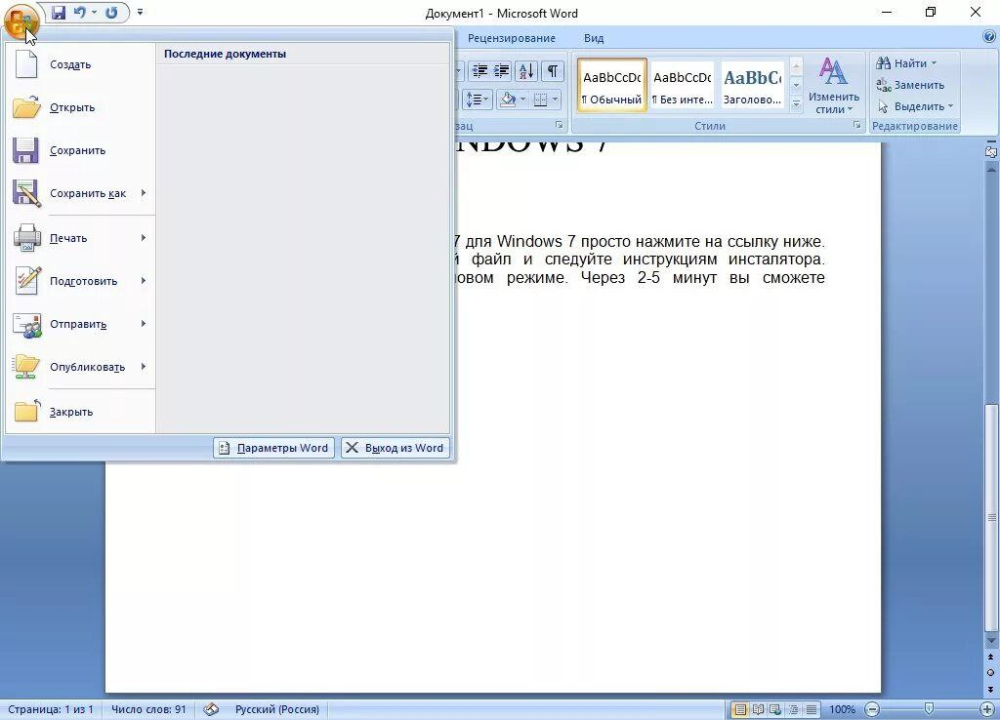 Документ1 - Microsoft Word
Рецензирование Вид
Последние документы
Создать
Открыть
Сохранить
Сохранить как
Печать
Подготовить
Отправить
Опубликовать
Закрыть
Параметры Word Выход из Word
AaBbCcDc AaBbCcDc AaBbCc
¶ Обычный ¶ Без инте... Заголово...
Изменить
стили
Найти
Заменить
Выделить
зац Стили Редактирование
NDOWS 7
7 для Windows 7 просто нажмите на ссылку ниже.
й файл и следуйте инструкциям инсталятора.
овом режиме. Через 2-5 минут вы сможете
Страница: 1 из 1 Число слов: 91 Русский (Россия) 100%